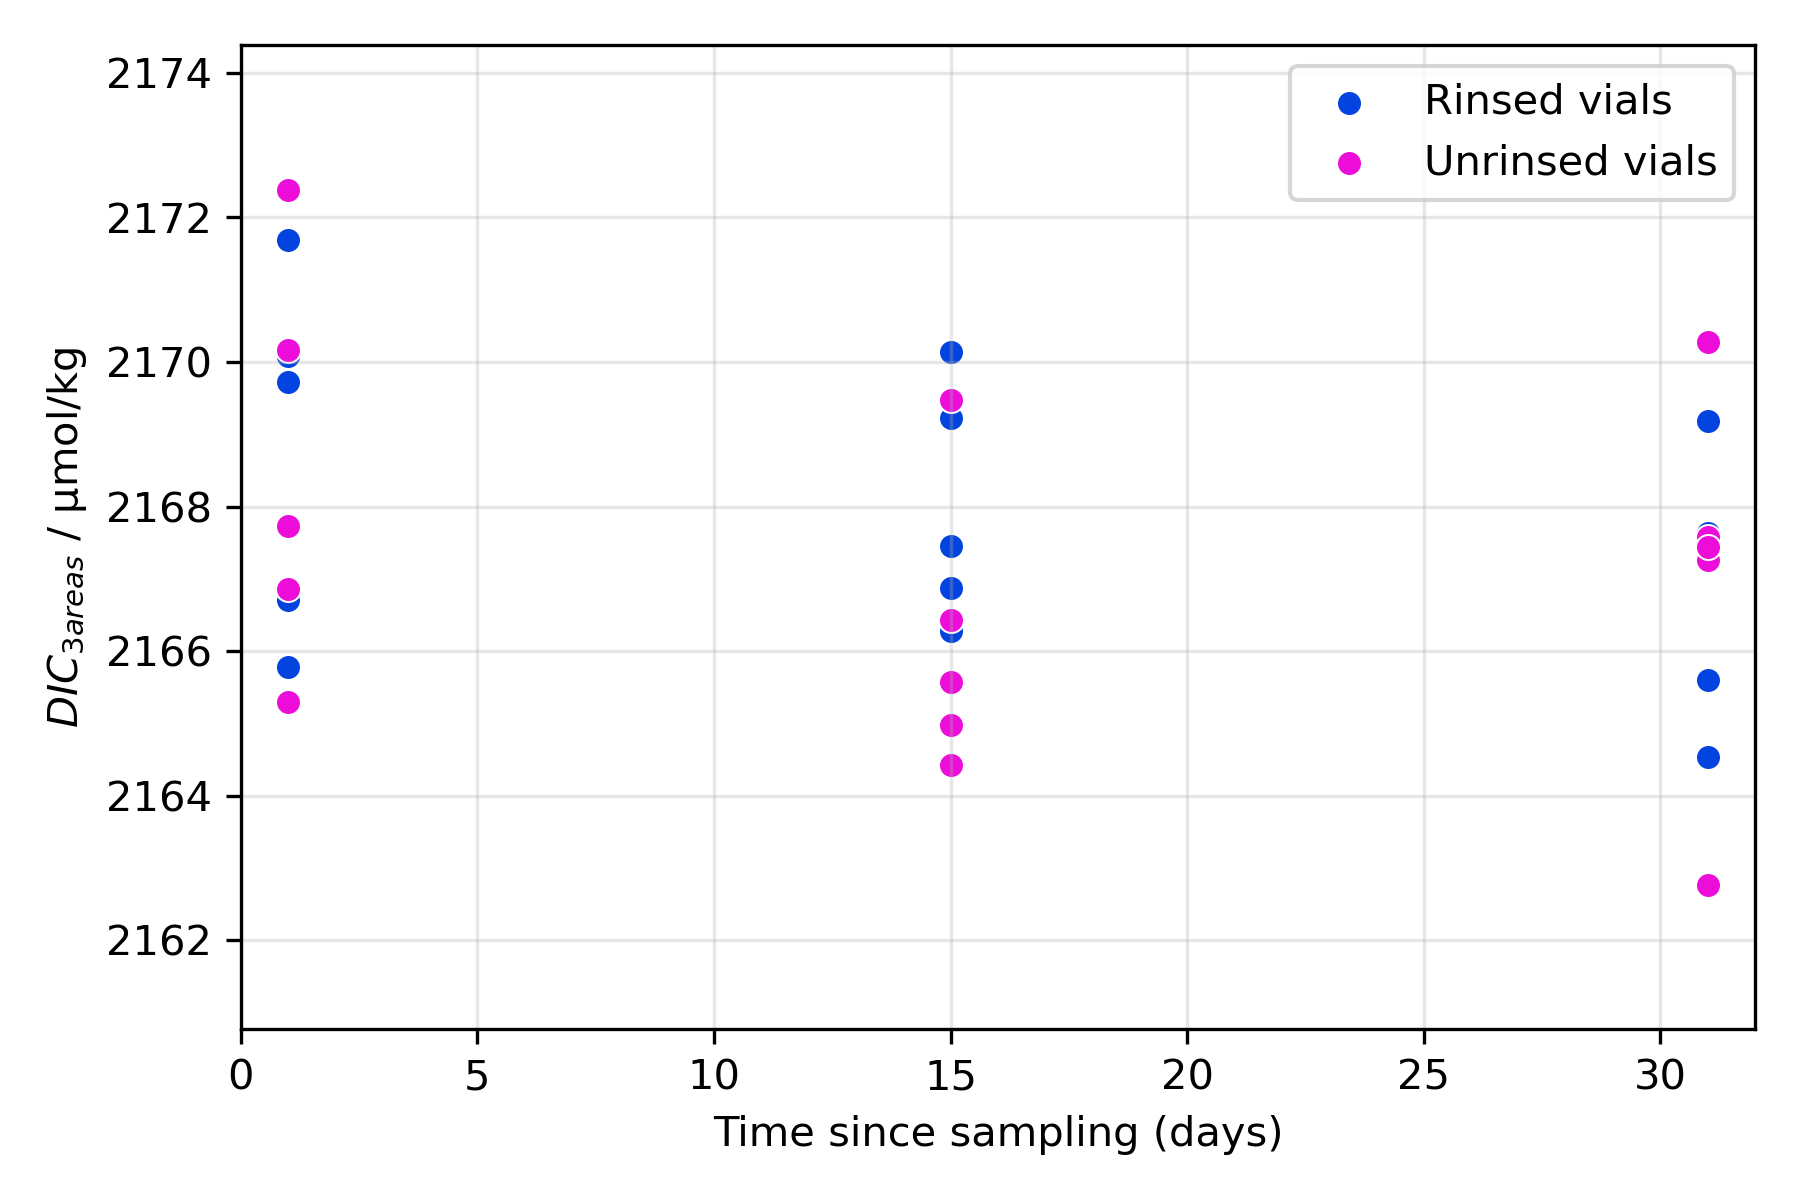 2174
2172
2170
2168
2166
2164
2162
DIC3areas / µmol/kg
0 5 10 15 20 25 30
Time since sampling (days)
Rinsed vials
Unrinsed vials